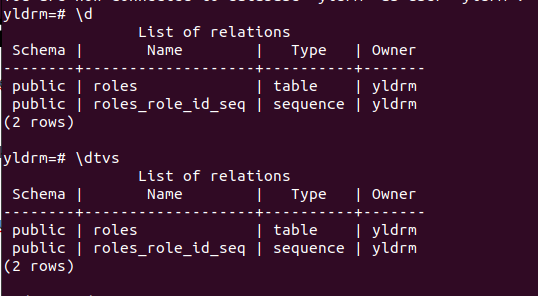 yldrm=# \d
             List of relations
 Schema |       Name        |   Type   | Owner
--------+-------------------+----------+-------
 public | roles             | table    | yldrm
 public | roles_role_id_seq | sequence | yldrm
(2 rows)
yldrm=# \dtvs
             List of relations
 Schema |       Name        |   Type   | Owner
--------+-------------------+----------+-------
 public | roles             | table    | yldrm
 public | roles_role_id_seq | sequence | yldrm
(2 rows)